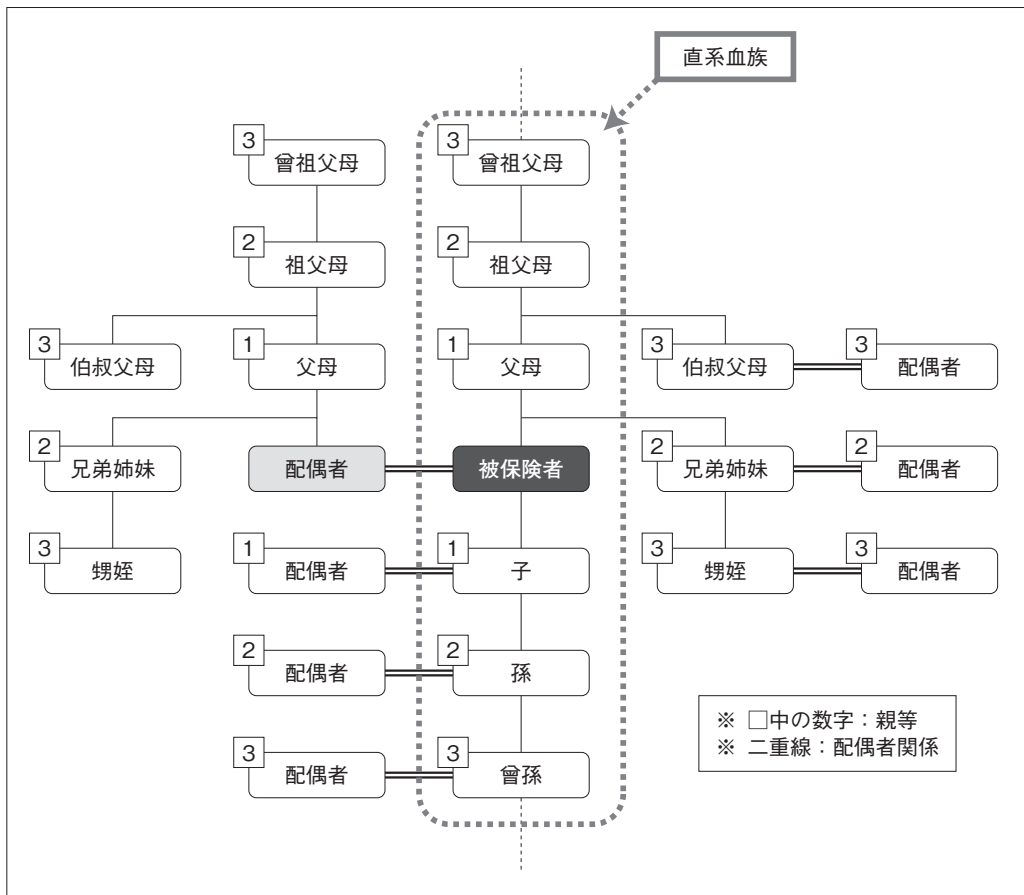 直系血族
3
曾祖父母
3
曾祖父母
2
祖父母
2
祖父母
3
伯叔父母
1
父母
1
父母
3
伯叔父母
3
配偶者
2
兄弟姉妹
配偶者
被保険者
2
兄弟姉妹
2
配偶者
3
甥姪
1
配偶者
1
子
3
甥姪
3
配偶者
2
配偶者
2
孫
3
配偶者
3
曾孫
※ □中の数字：親等
※ 二重線：配偶者関係